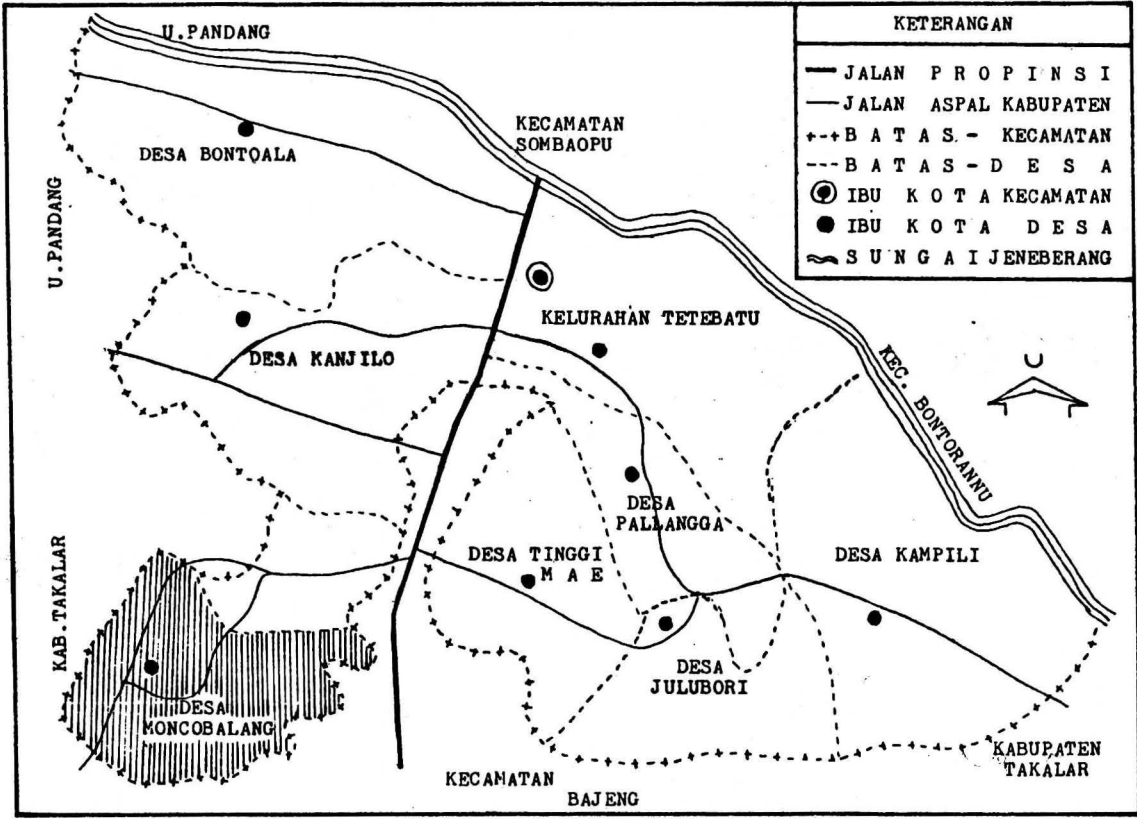 U.PANDANG
KETERANGAN
JALAN PROPINSI
JALAN ASPAL KABUPATEN
BATAS - KECAMATAN
BATAS - DESA
IBU KOTA KECAMATAN
IBU KOTA DESA
SUNGAI JENEBERANG
KECAMATAN
SOMBAOPU
DESA BONTOALA
U.PANDANG
KELURAHAN TETEBATU
DESA KANJILO
KEC. BONTORANNU
U
DESA
PALLANGGA
DESA TINGGI
MAE
DESA KAMPILI
KAB. TAKALAR
DESA
JULUBORI
DESA
MONCOBALANG
KABUPATEN
TAKALAR
KECAMATAN
BAJENG